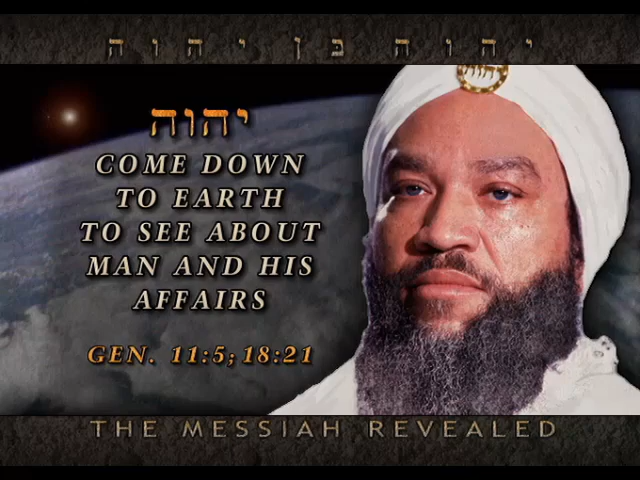 יהוה בן יהוה
יהוה
COME DOWN
TO EARTH
TO SEE ABOUT
MAN AND HIS
AFFAIRS
GEN. 11:5;18:21
THE MESSIAH REVEALED